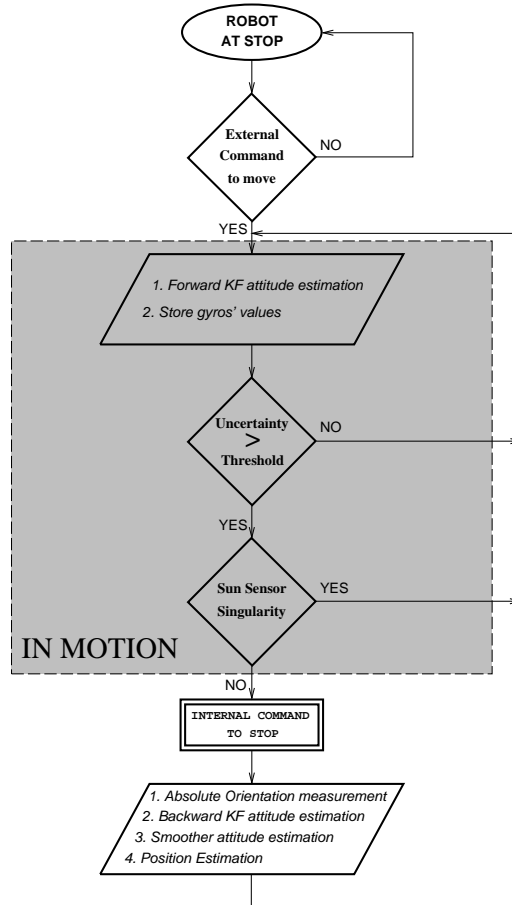 ROBOT
AT STOP
External
Command
to move
NO
YES
1. Forward KF attitude estimation
2. Store gyros' values
Uncertainty
>
Threshold
NO
YES
Sun Sensor
Singularity
YES
IN MOTION
NO
INTERNAL COMMAND
TO STOP
1. Absolute Orientation measurement
2. Backward KF attitude estimation
3. Smoother attitude estimation
4. Position Estimation